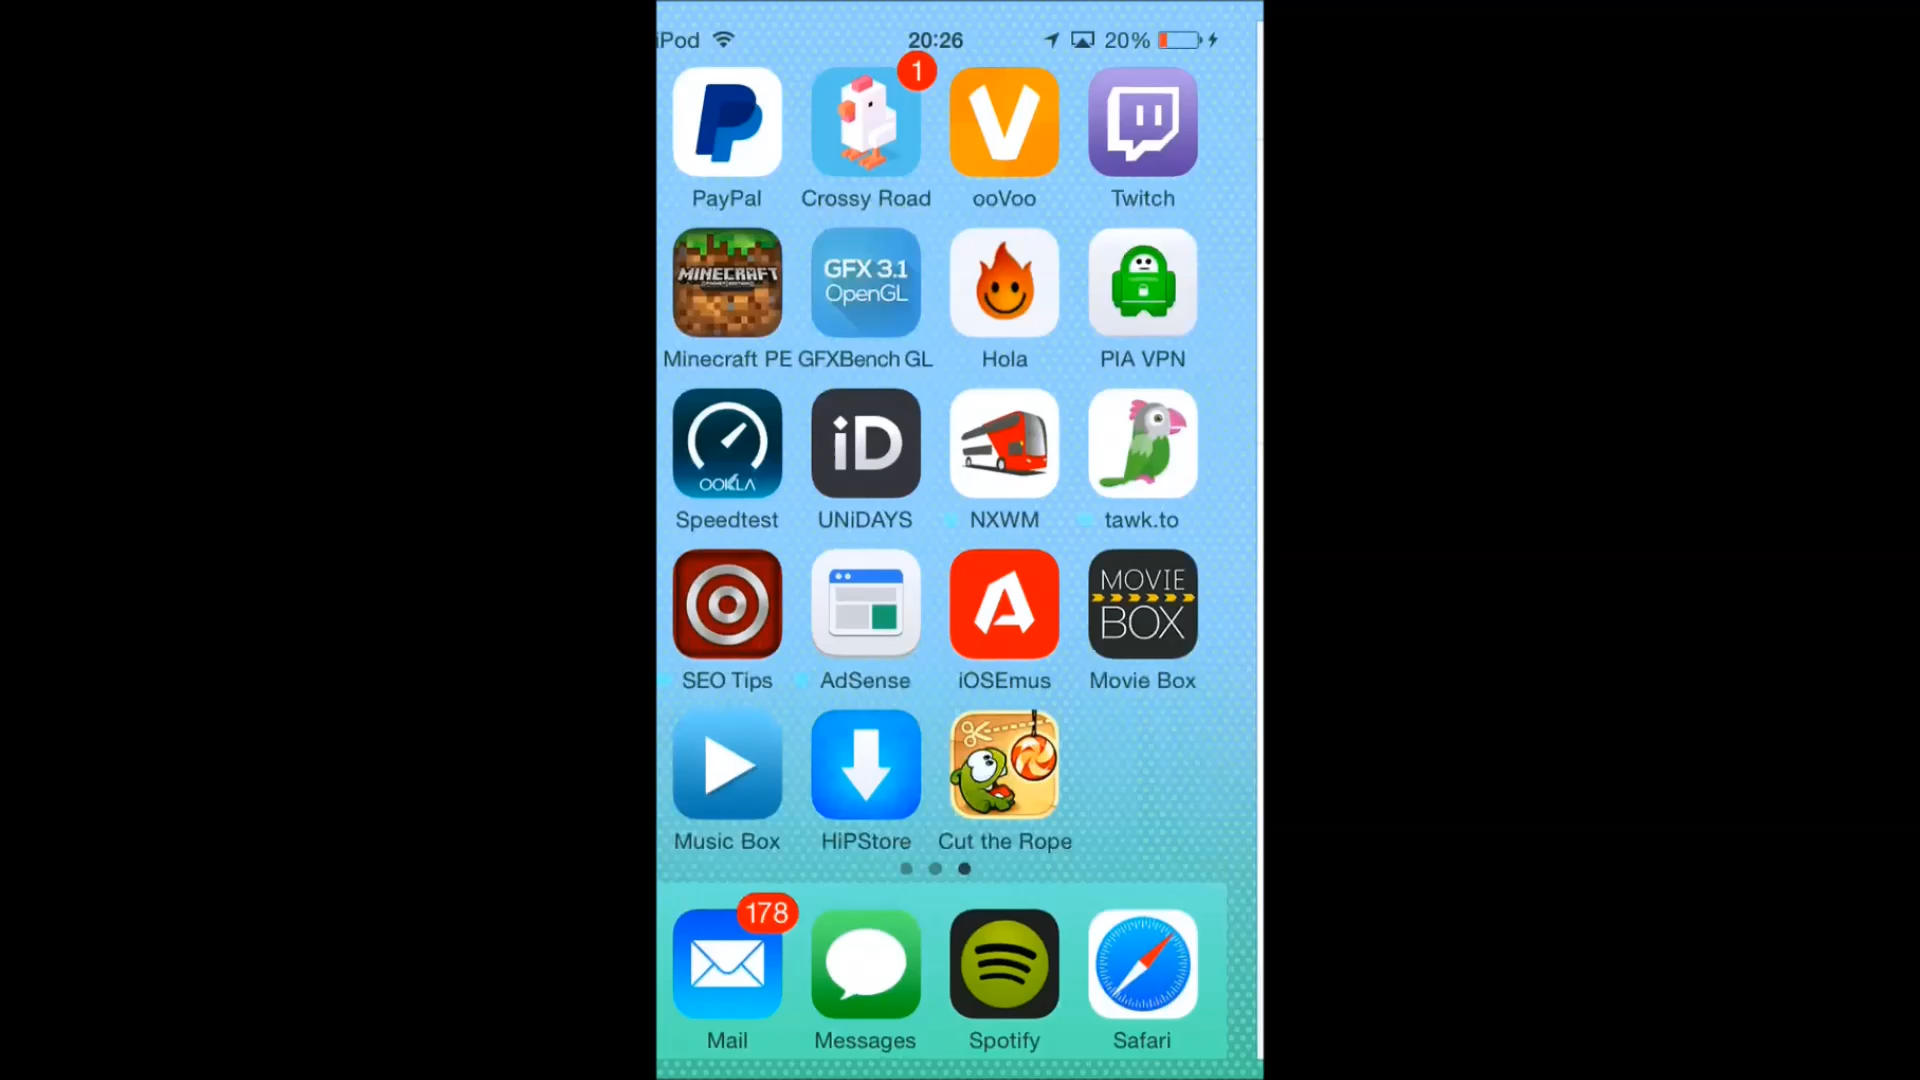 iPod 20:26 20%
1
PayPal Crossy Road ooVoo Twitch
MINECRAFT
GFX 3.1
OpenGL
Minecraft PE GFXBench GL Hola PIA VPN
OOKLA
iD
Speedtest UNiDAYS NXWM tawk.to
MOVIE
BOX
SEO Tips AdSense iOSEmus Movie Box
Music Box HiPStore Cut the Rope
178
Mail Messages Spotify Safari